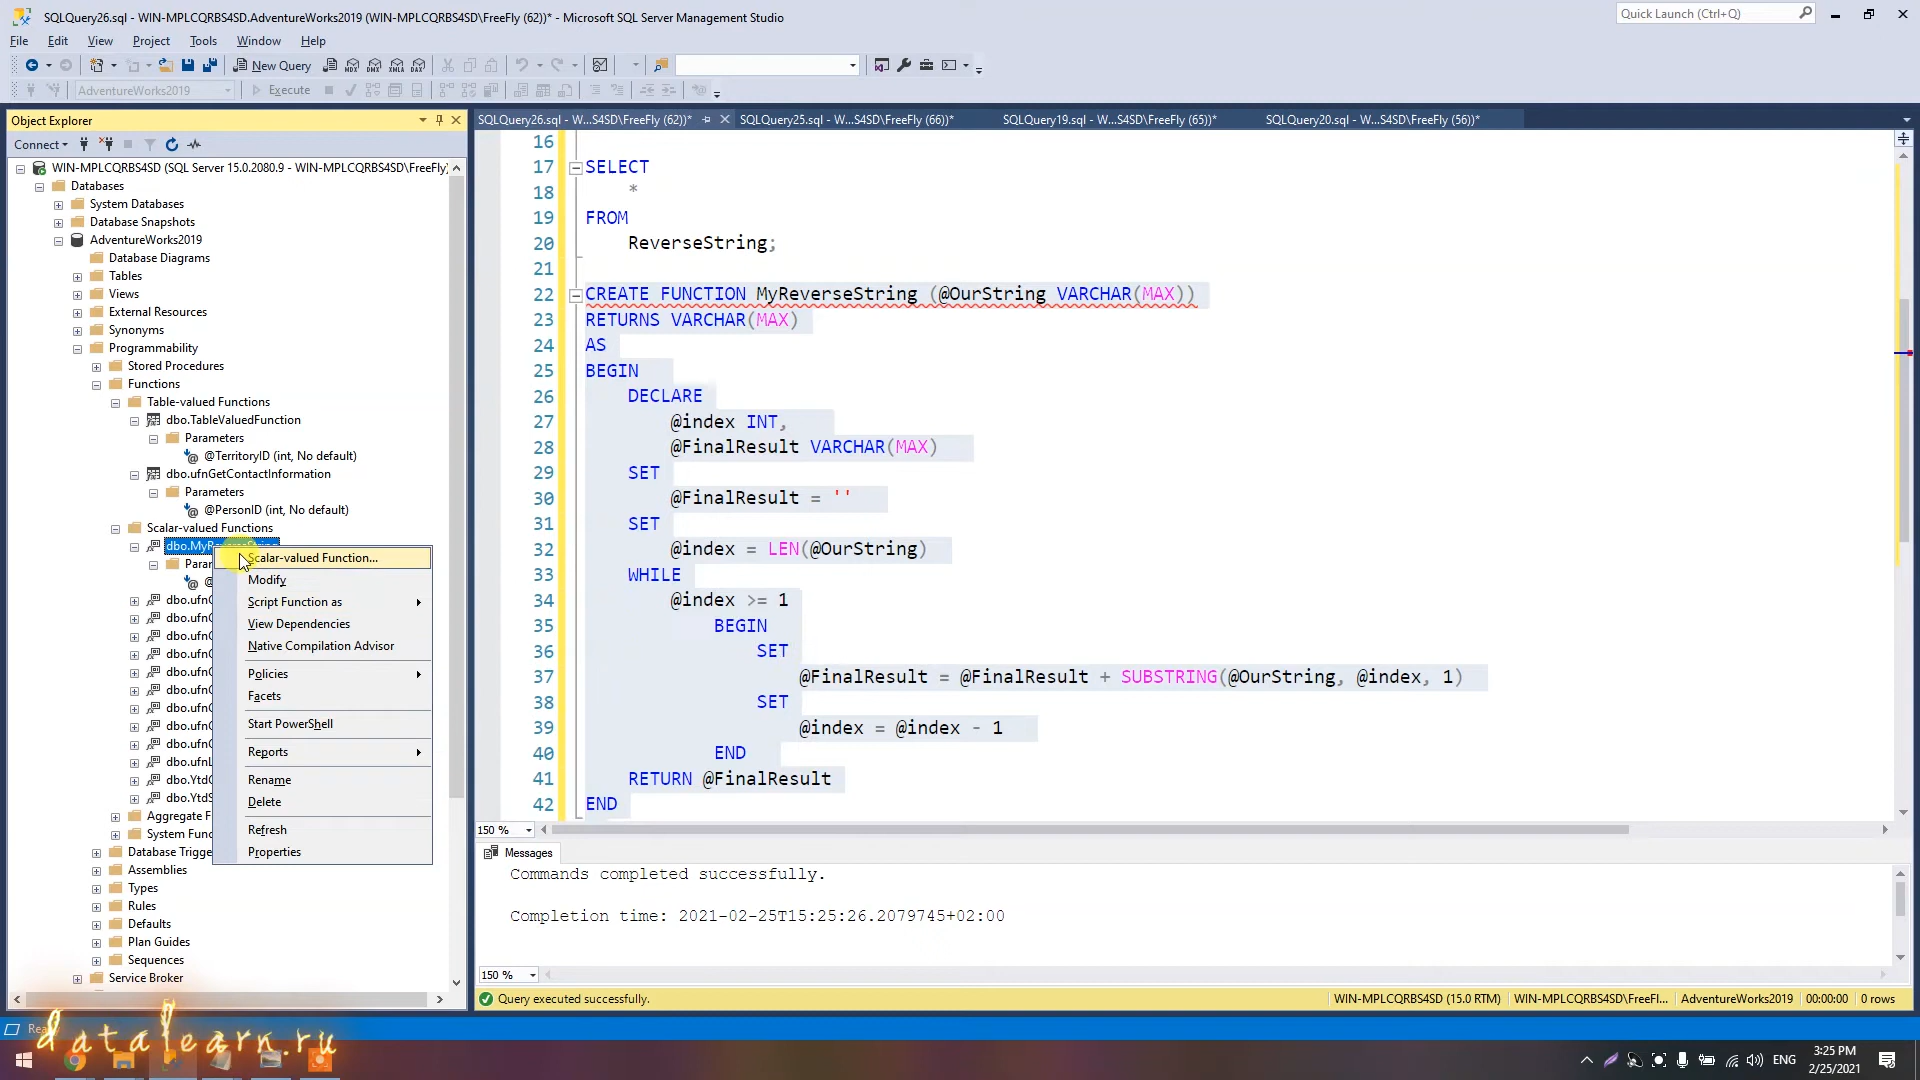 SQLQuery26.sql - WIN-MPLCQRBS4SD.AdventureWorks2019 (WIN-MPLCQRBS4SD\FreeFly (62))* - Microsoft SQL Server Management Studio
Quick Launch (Ctrl+Q)
File Edit View Project Tools Window Help
New Query
AdventureWorks2019 Execute
Object Explorer
SQLQuery26.sql - W...S4SD\FreeFly (62))* SQLQuery25.sql - W...S4SD\FreeFly (66))* SQLQuery19.sql - W...S4SD\FreeFly (65))* SQLQuery20.sql - W...S4SD\FreeFly (56))*
Connect
WIN-MPLCQRBS4SD (SQL Server 15.0.2080.9 - WIN-MPLCQRBS4SD\FreeFly)
Databases
System Databases
Database Snapshots
AdventureWorks2019
Database Diagrams
Tables
Views
External Resources
Synonyms
Programmability
Stored Procedures
Functions
Table-valued Functions
dbo.TableValuedFunction
Parameters
@TerritoryID (int, No default)
dbo.ufnGetContactInformation
Parameters
@PersonID (int, No default)
Scalar-valued Functions
Aggregate F
System Func
Database Trigge
Assemblies
Types
Rules
Defaults
Plan Guides
Sequences
Service Broker
Scalar-valued Function...
Modify
Script Function as
View Dependencies
Native Compilation Advisor
Policies
Facets
Start PowerShell
Reports
Rename
Delete
Refresh
Properties
16
17 SELECT
18 *
19 FROM
20 ReverseString;
21
22 CREATE FUNCTION MyReverseString (@OurString VARCHAR(MAX))
23 RETURNS VARCHAR(MAX)
24 AS
25 BEGIN
26 DECLARE
27 @index INT,
28 @FinalResult VARCHAR(MAX)
29 SET
30 @FinalResult = ''
31 SET
32 @index = LEN(@OurString)
33 WHILE
34 @index >= 1
35 BEGIN
36 SET
37 @FinalResult = @FinalResult + SUBSTRING(@OurString, @index, 1)
38 SET
39 @index = @index - 1
40 END
41 RETURN @FinalResult
42 END
150 %
Messages
Commands completed successfully.
Completion time: 2021-02-25T15:25:26.2079745+02:00
150 %
Query executed successfully. WIN-MPLCQRBS4SD (15.0 RTM) WIN-MPLCQRBS4SD\FreeFl... AdventureWorks2019 00:00:00 0 rows
datalearn.ru
ENG
3:25 PM
2/25/2021